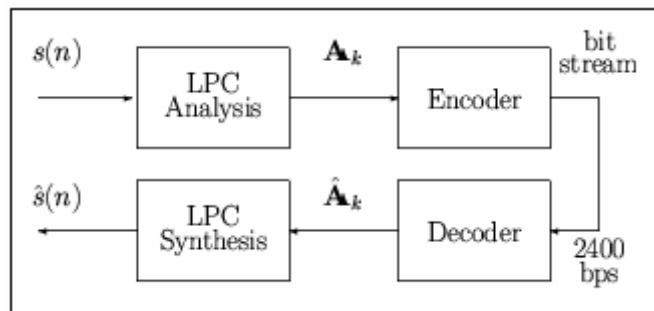 s(n)
LPC
Analysis
A_k
Encoder
bit
stream
ŝ(n)
LPC
Synthesis
Â_k
Decoder
2400
bps